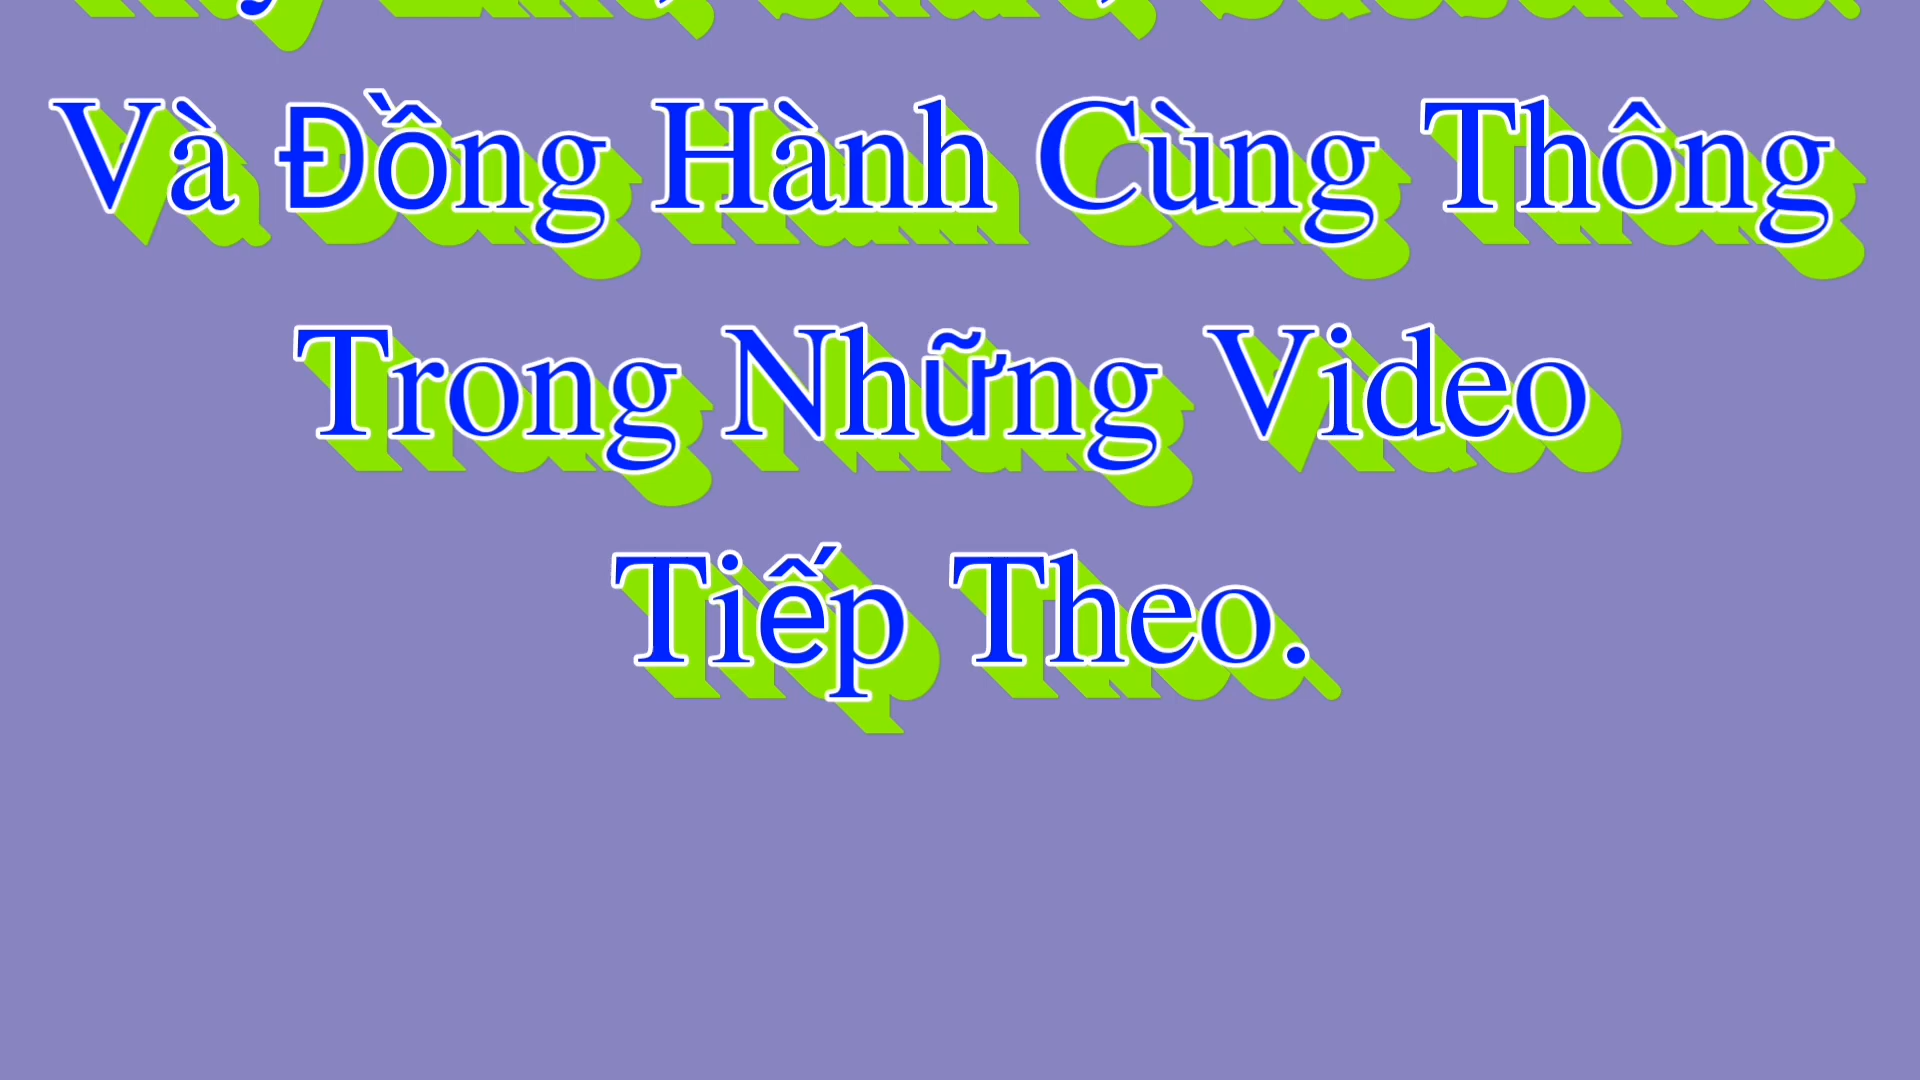 Và Đồng Hành Cùng Thông
Trong Những Video
Tiếp Theo.